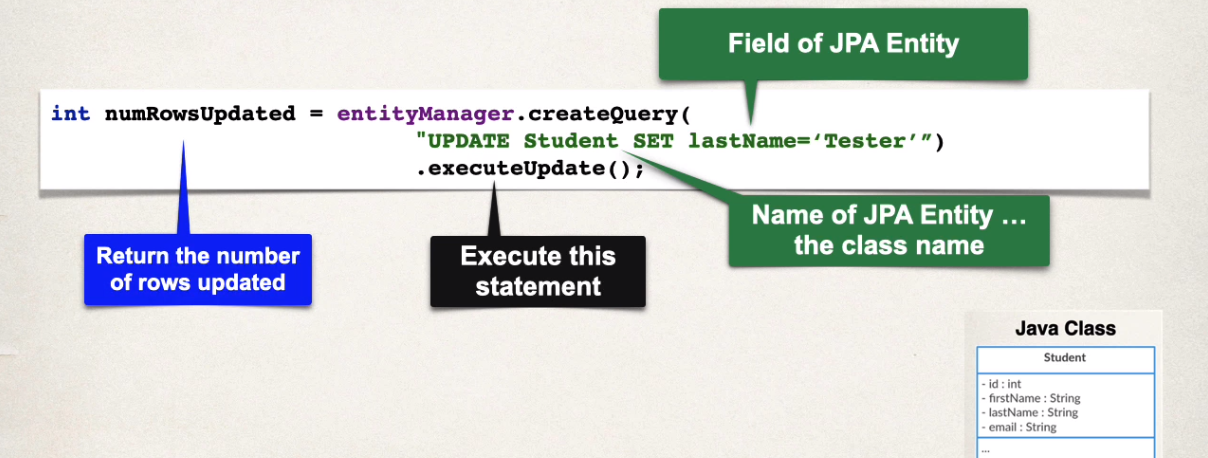 Field of JPA Entity
int numRowsUpdated = entityManager.createQuery(
"UPDATE Student SET lastName=‘Tester’”)
.executeUpdate();
Name of JPA Entity …
the class name
Return the number
of rows updated
Execute this
statement
Java Class
Student
- id : int
- firstName : String
- lastName : String
- email : String
...